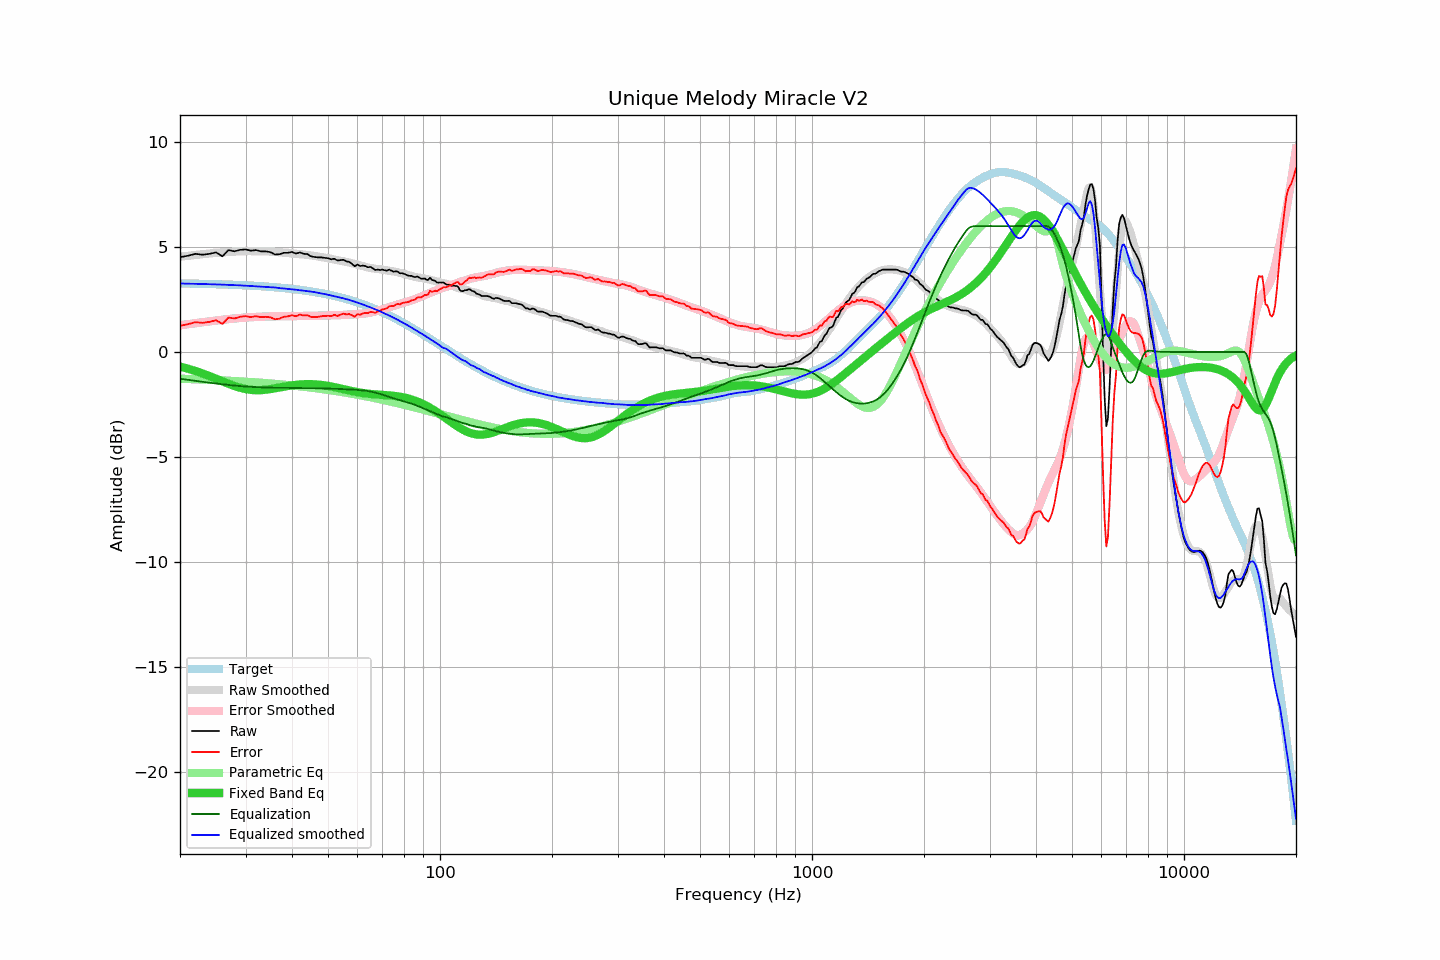 Unique Melody Miracle V2
10
5
0
−5
−10
−15
−20
Amplitude (dBr)
Target
Raw Smoothed
Error Smoothed
Raw
Error
Parametric Eq
Fixed Band Eq
Equalization
Equalized smoothed
100 1000 10000
Frequency (Hz)